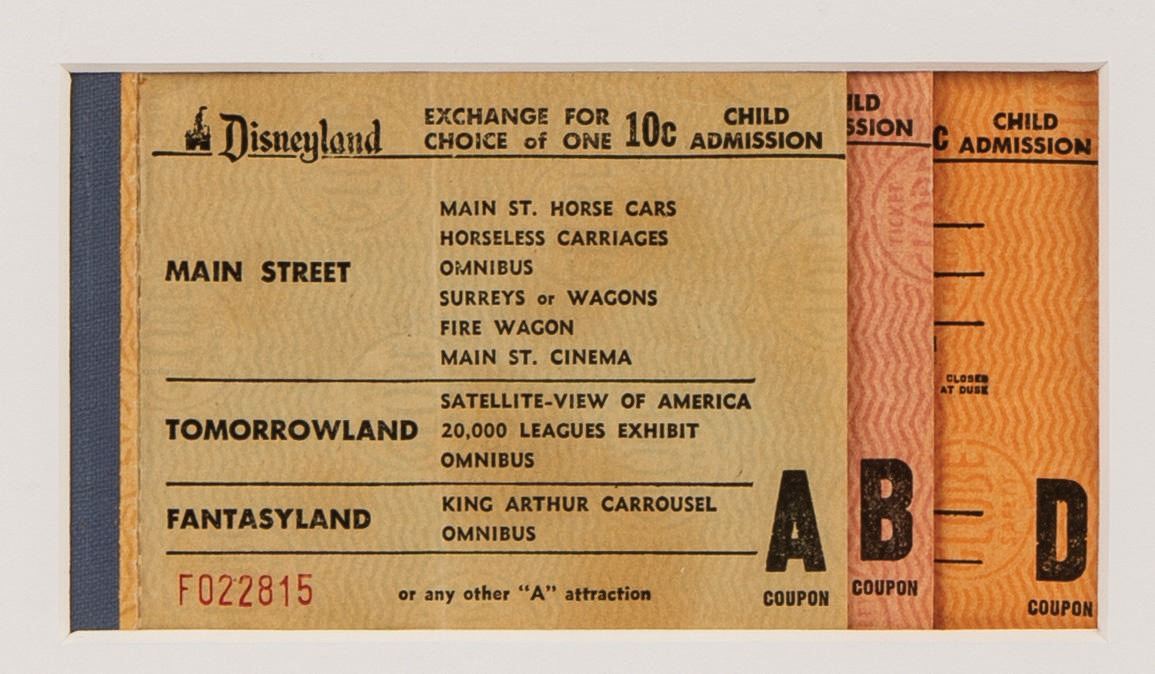 Disneyland
EXCHANGE FOR
CHOICE of ONE
10c
CHILD
ADMISSION
MAIN STREET
MAIN ST. HORSE CARS
HORSELESS CARRIAGES
OMNIBUS
SURREYS or WAGONS
FIRE WAGON
MAIN ST. CINEMA
TOMORROWLAND
SATELLITE-VIEW OF AMERICA
20,000 LEAGUES EXHIBIT
OMNIBUS
FANTASYLAND
KING ARTHUR CARROUSEL
OMNIBUS
F022815
or any other "A" attraction
A
COUPON
ILD
SSION
TICKET
B
COUPON
c
CHILD
ADMISSION
CLOSED
AT DUSK
D
COUPON